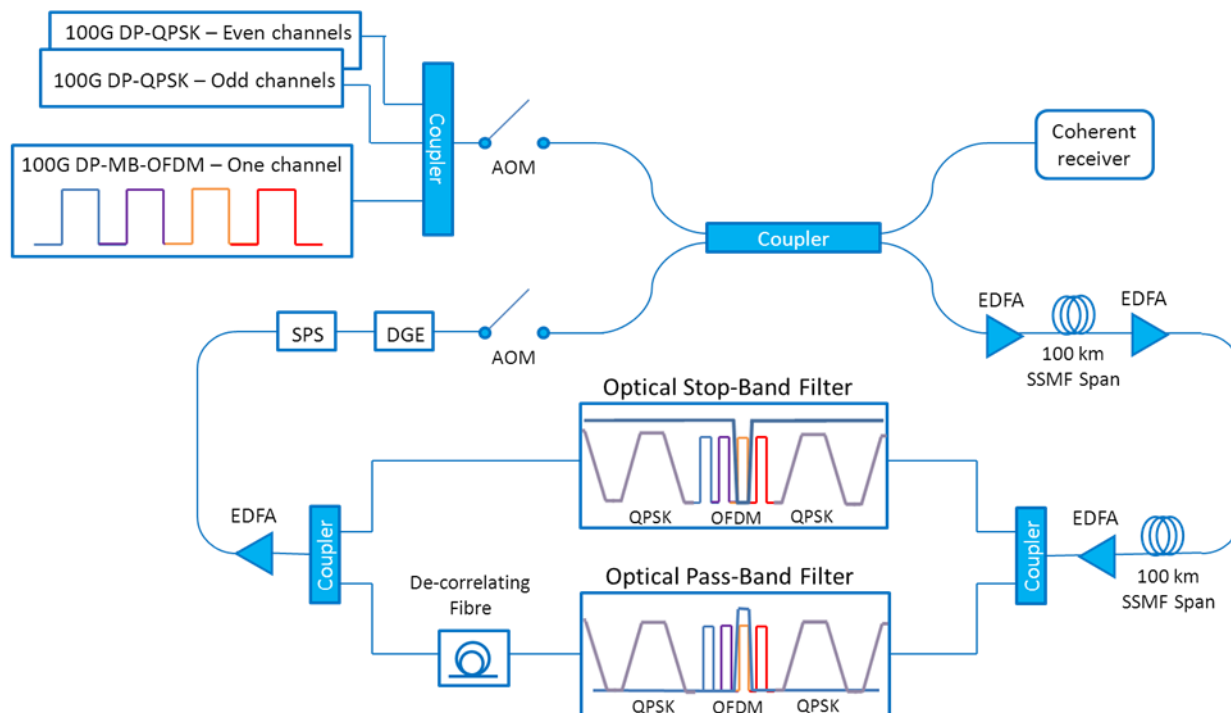 100G DP-QPSK – Even channels
100G DP-QPSK – Odd channels
100G DP-MB-OFDM – One channel
Coupler
AOM
Coherent
receiver
Coupler
EDFA
EDFA
100 km
SSMF Span
SPS
DGE
AOM
Optical Stop-Band Filter
QPSK
OFDM
QPSK
EDFA
Coupler
De-correlating
Fibre
Optical Pass-Band Filter
QPSK
OFDM
QPSK
Coupler
EDFA
100 km
SSMF Span